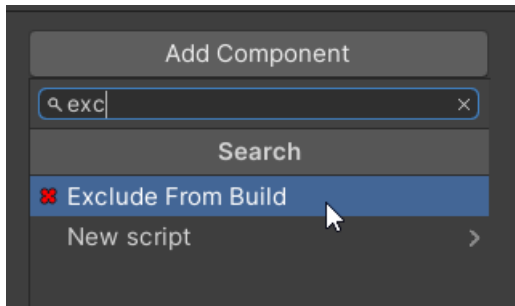 Add Component
exc
Search
Exclude From Build
New script